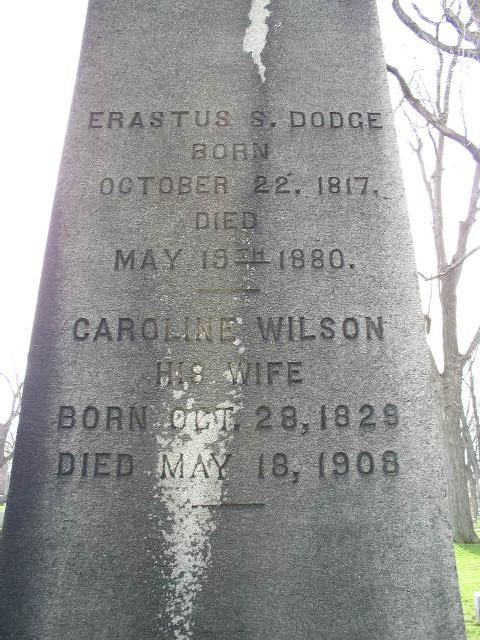 ERASTUS S. DODGE
BORN
OCTOBER 22. 1817.
DIED
MAY 19TH 1880.
CAROLINE WILSON
HIS WIFE
BORN OCT. 28, 1829
DIED MAY 18, 1908